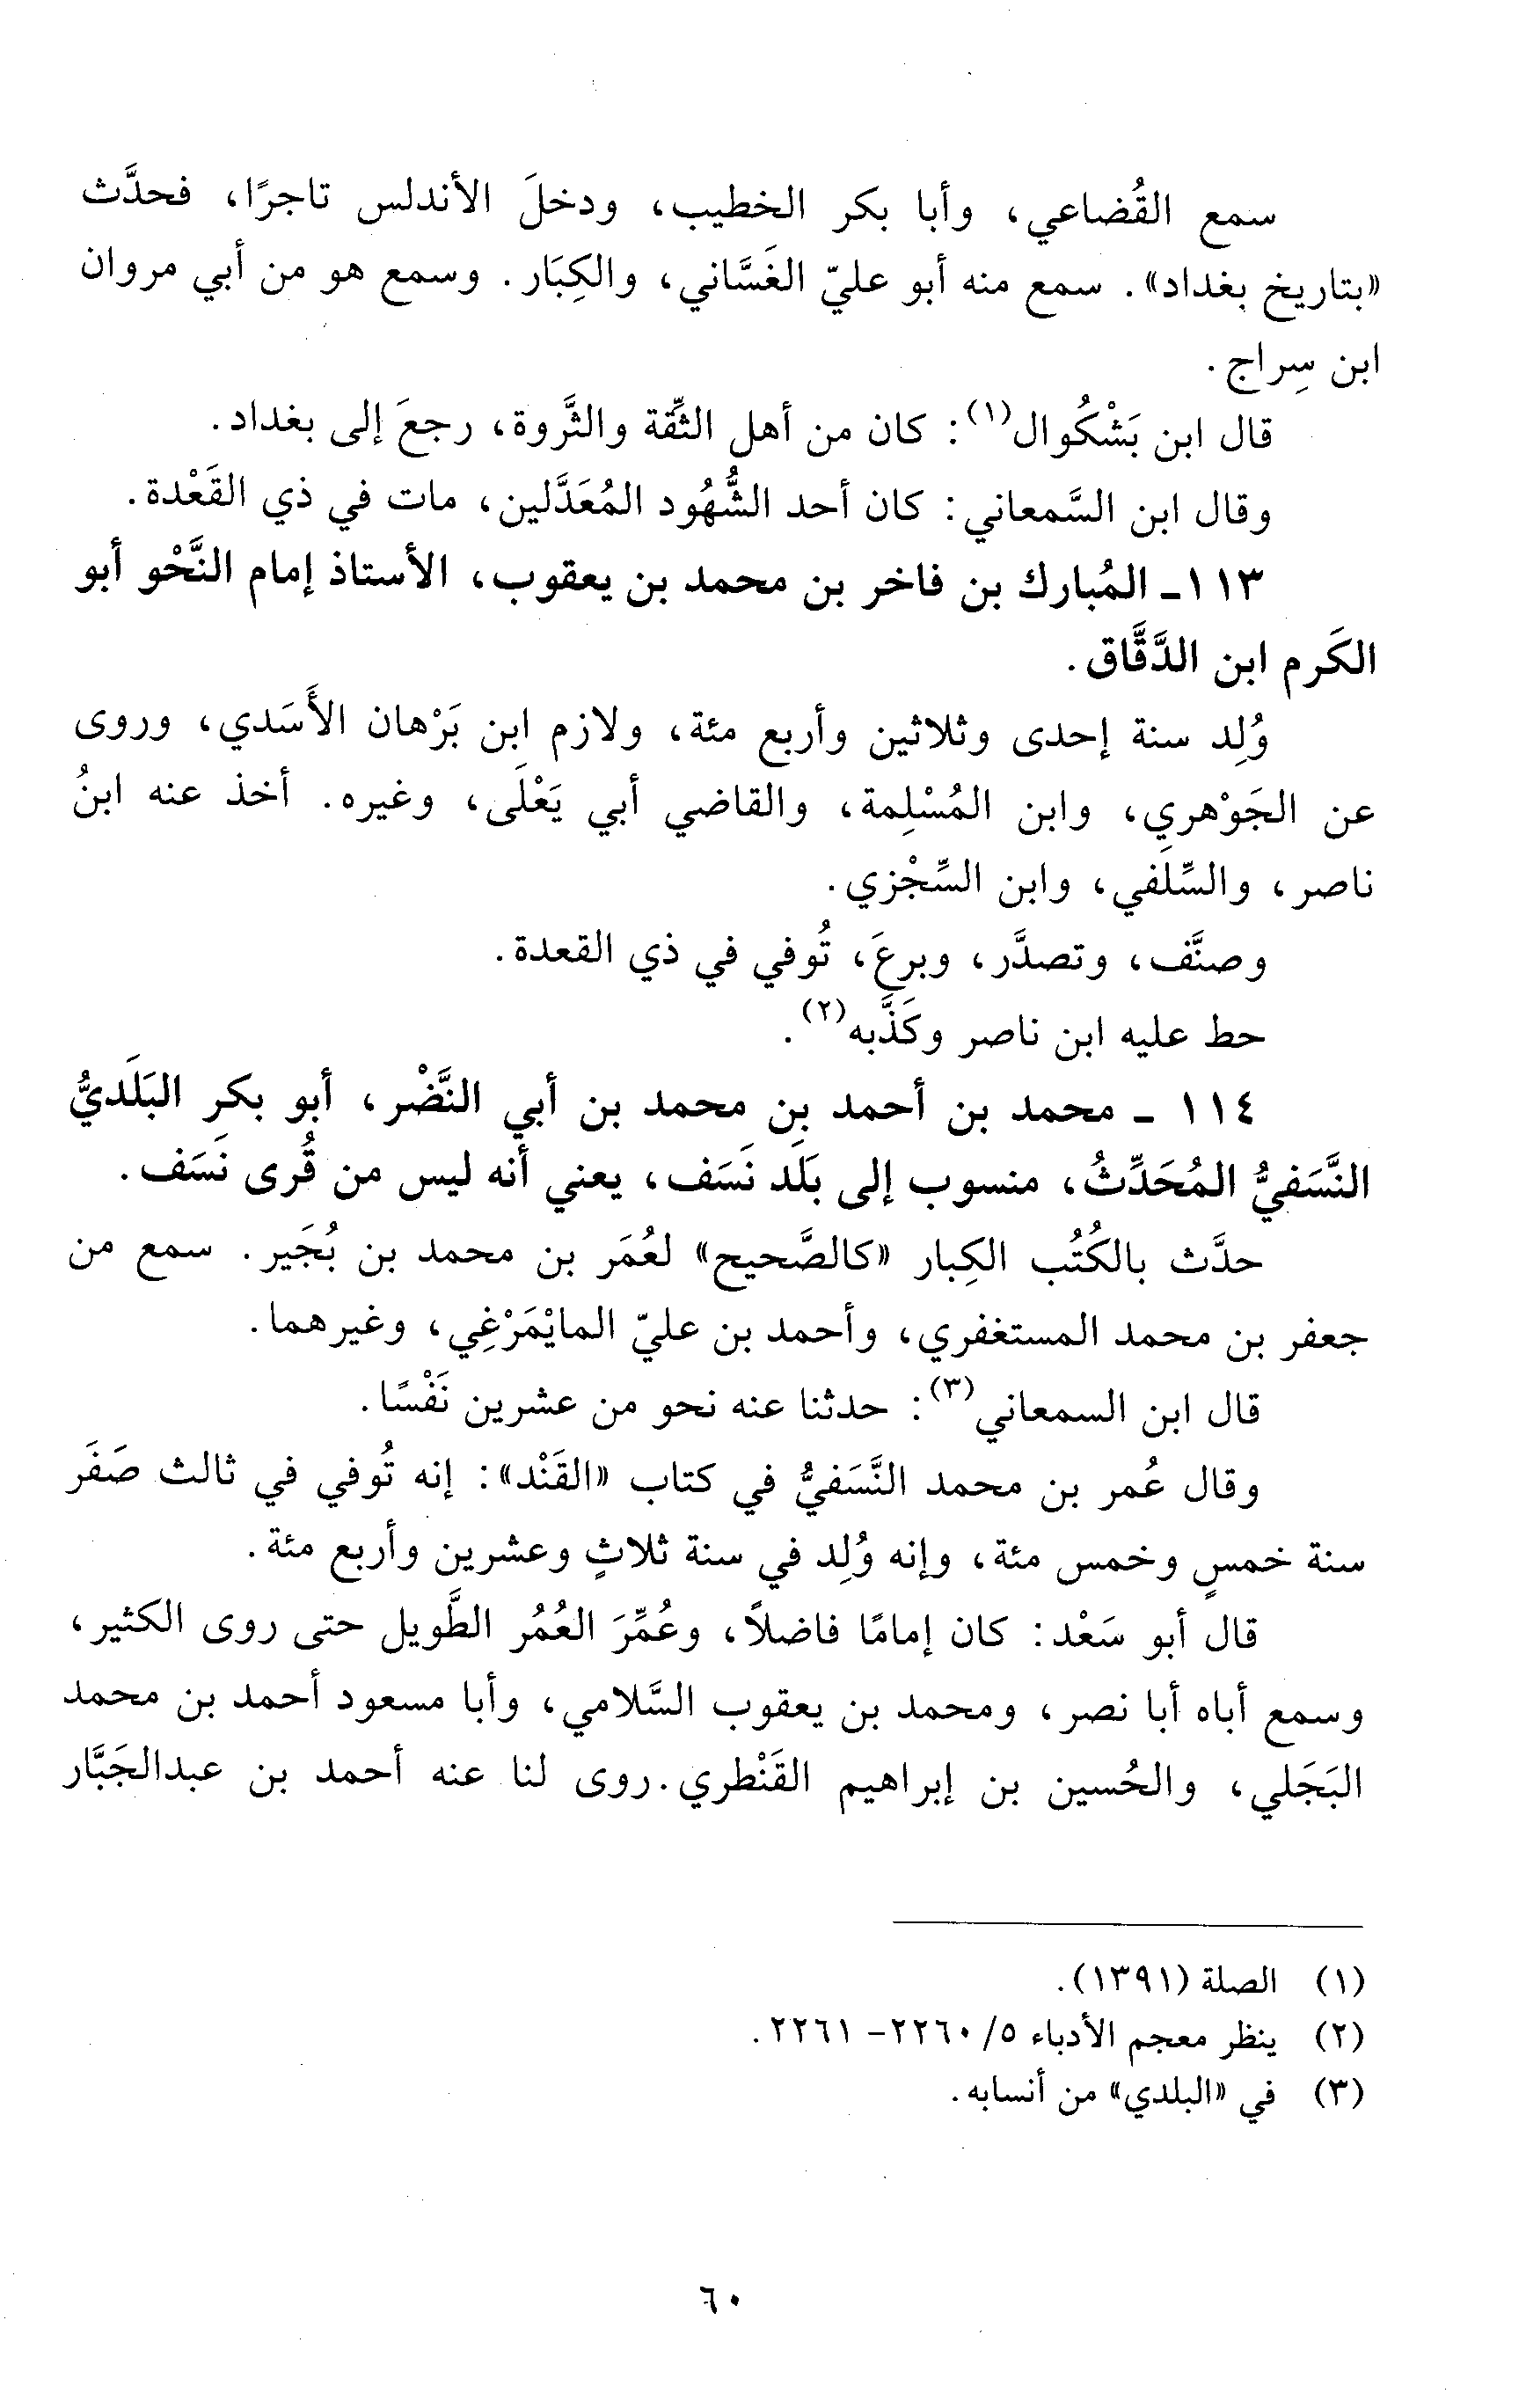 سمع القُضاعي، وأبا بكر الخطيب، ودخلَ الأندلس تاجرًا، فحدَّث
«بتاريخ بغداد». سمع منه أبو عليّ الغَسَّاني، والكِبَار. وسمع هو من أبي مروان
ابن سِراج.
قال ابن بَشْكُوال(١): كان من أهل الثِّقة والثَّروة، رجعَ إلى بغداد.
وقال ابن السَّمعاني: كان أحد الشُّهُود المُعَدَّلين، مات في ذي القَعْدة.
١١٣- المُبارك بن فاخر بن محمد بن يعقوب، الأستاذ إمام النَّحْو أبو
الكَرم ابن الدَّقَّاق.
وُلِد سنة إحدى وثلاثين وأربع مئة، ولازم ابن بَرْهان الأَسَدي، وروى
عن الجَوْهري، وابن المُسْلِمة، والقاضي أبي يَعْلَى، وغيره. أخذ عنه ابنُ
ناصر، والسِّلَفي، وابن السِّجْزي.
وصنَّف، وتصدَّر، وبرعَ، تُوفي في ذي القعدة.
حط عليه ابن ناصر وكَذَّبه(٢).
١١٤ - محمد بن أحمد بن محمد بن أبي النَّضْر، أبو بكر البَلَديُّ
النَّسَفيُّ المُحَدِّثُ، منسوب إلى بَلَد نَسَف، يعني أنه ليس من قُرى نَسَف.
حدَّث بالكُتُب الكِبار «كالصَّحيح» لعُمَر بن محمد بن بُجَير. سمع من
جعفر بن محمد المستغفري، وأحمد بن عليّ المايْمَرْغِي، وغيرهما.
قال ابن السمعاني(٣): حدثنا عنه نحو من عشرين نَفْسًا.
وقال عُمر بن محمد النَّسَفيُّ في كتاب «القَنْد»: إنه تُوفي في ثالث صَفَر
سنة خمسٍ وخمس مئة، وإنه وُلِد في سنة ثلاثٍ وعشرين وأربع مئة.
قال أبو سَعْد: كان إمامًا فاضلاً، وعُمِّرَ العُمُر الطَّويل حتى روى الكثير،
وسمع أباه أبا نصر، ومحمد بن يعقوب السَّلامي، وأبا مسعود أحمد بن محمد
البَجَلي، والحُسين بن إبراهيم القَنْطري. روى لنا عنه أحمد بن عبدالجَبَّار
(١) الصلة (١٣٩١).
(٢) ينظر معجم الأدباء ٥/ ٢٢٦٠- ٢٢٦١.
(٣) في «البلدي» من أنسابه.
٦٠